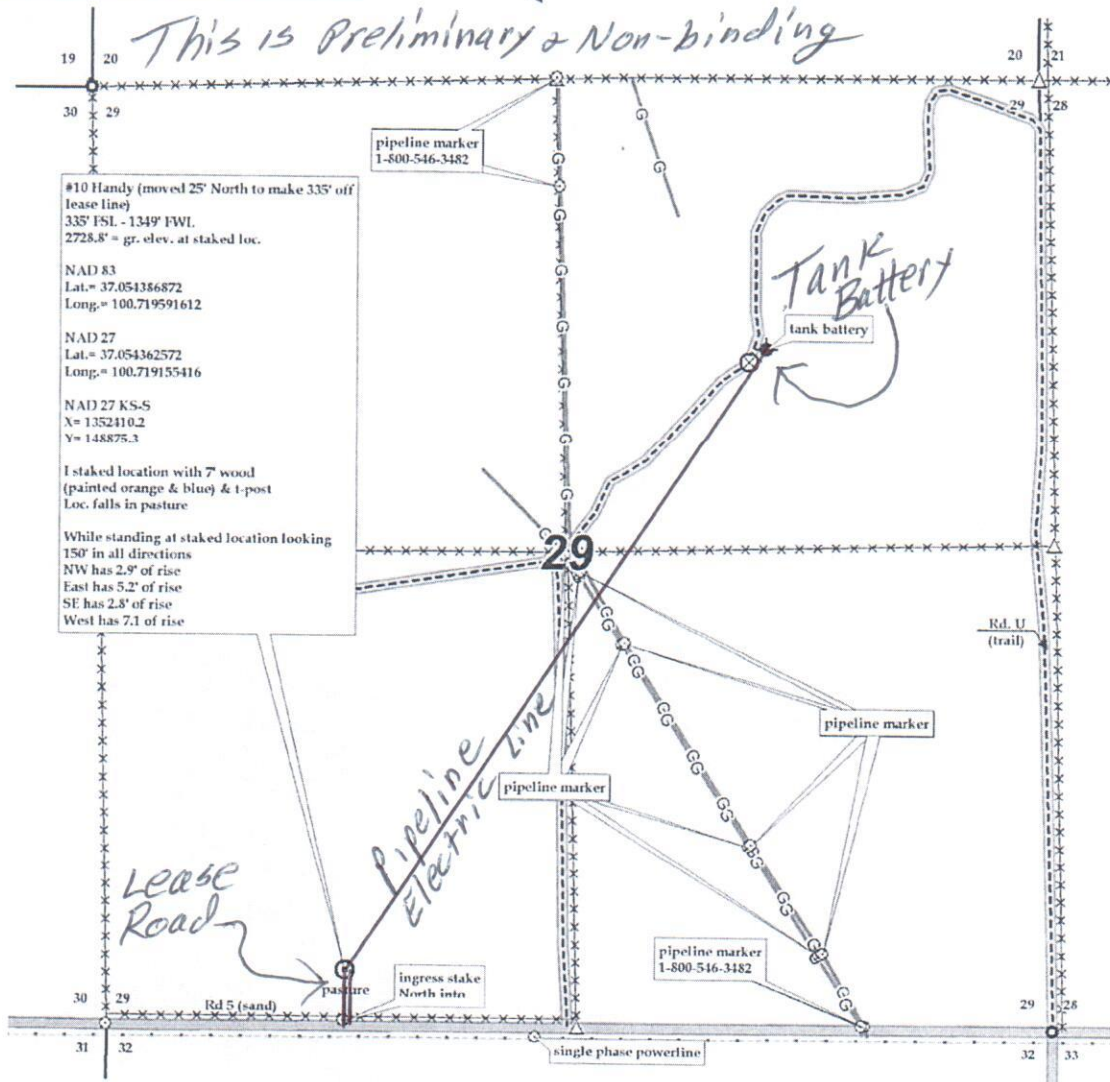 This is Preliminary & Non-binding
19 20
20 21
30 29
29 28
pipeline marker
1-800-546-3482
#10 Handy (moved 25' North to make 335' off
lease line)
335' FSL - 1349' FWL
2728.8' = gr. elev. at staked loc.
NAD 83
Lat.= 37.054386872
Long.= 100.719591612
NAD 27
Lat.= 37.054362572
Long.= 100.719155416
NAD 27 KS-S
X= 1352410.2
Y= 148875.3
I staked location with 7' wood
(painted orange & blue) & t-post
Loc. falls in pasture
While standing at staked location looking
150' in all directions
NW has 2.9' of rise
East has 5.2' of rise
SE has 2.8' of rise
West has 7.1 of rise
Tank
Battery
tank battery
29
Rd. U
(trail)
pipeline marker
pipeline marker
Pipeline
Electric Line
Lease
Road
pasture
ingress stake
North into
pipeline marker
1-800-546-3482
30 29
Rd 5 (sand)
29 28
31 32
single phase powerline
32 33